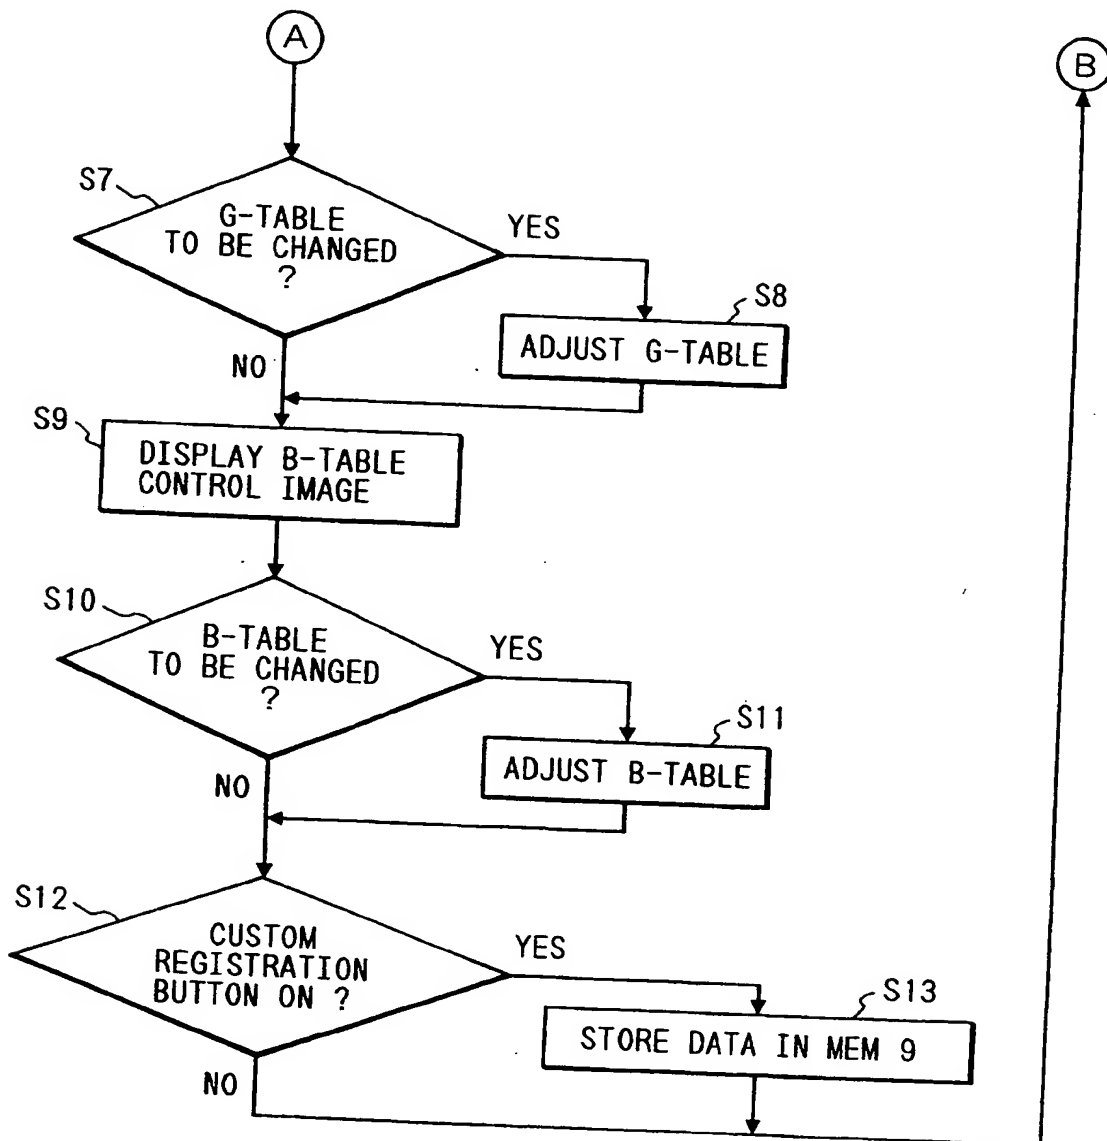 A
B
S7
G-TABLE
TO BE CHANGED
?
YES
S8
ADJUST G-TABLE
NO
S9
DISPLAY B-TABLE
CONTROL IMAGE
S10
B-TABLE
TO BE CHANGED
?
YES
S11
ADJUST B-TABLE
NO
S12
CUSTOM
REGISTRATION
BUTTON ON ?
YES
S13
STORE DATA IN MEM 9
NO